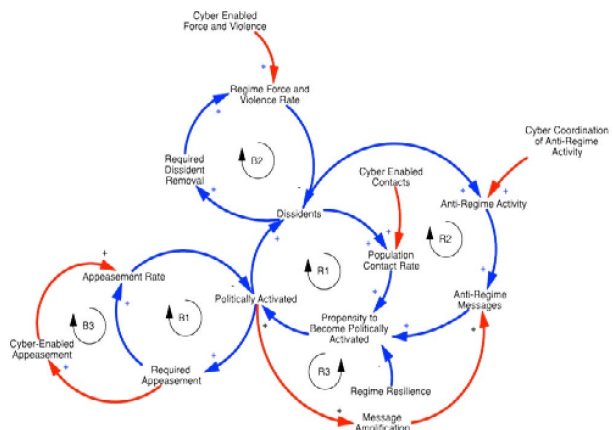 Cyber Enabled
Force and Violence
+
Regime Force and
Violence Rate
+
B2
Required
Dissident
Removal
+
-
Cyber Enabled
Contacts
Cyber Coordination
of Anti-Regime
Activity
+
+
Anti-Regime Activity
Dissidents
+
+
+
Population
Contact Rate
R2
R1
+
+
Appeasement Rate
+
-
Politically Activated
+
+
Anti-Regime
Messages
+
B3
B1
Propensity to
Become Politically
Activated
+
-
Cyber-Enabled
Appeasement
+
+
Required
Appeasement
R3
Regime Resilience
+
Message
Amplification